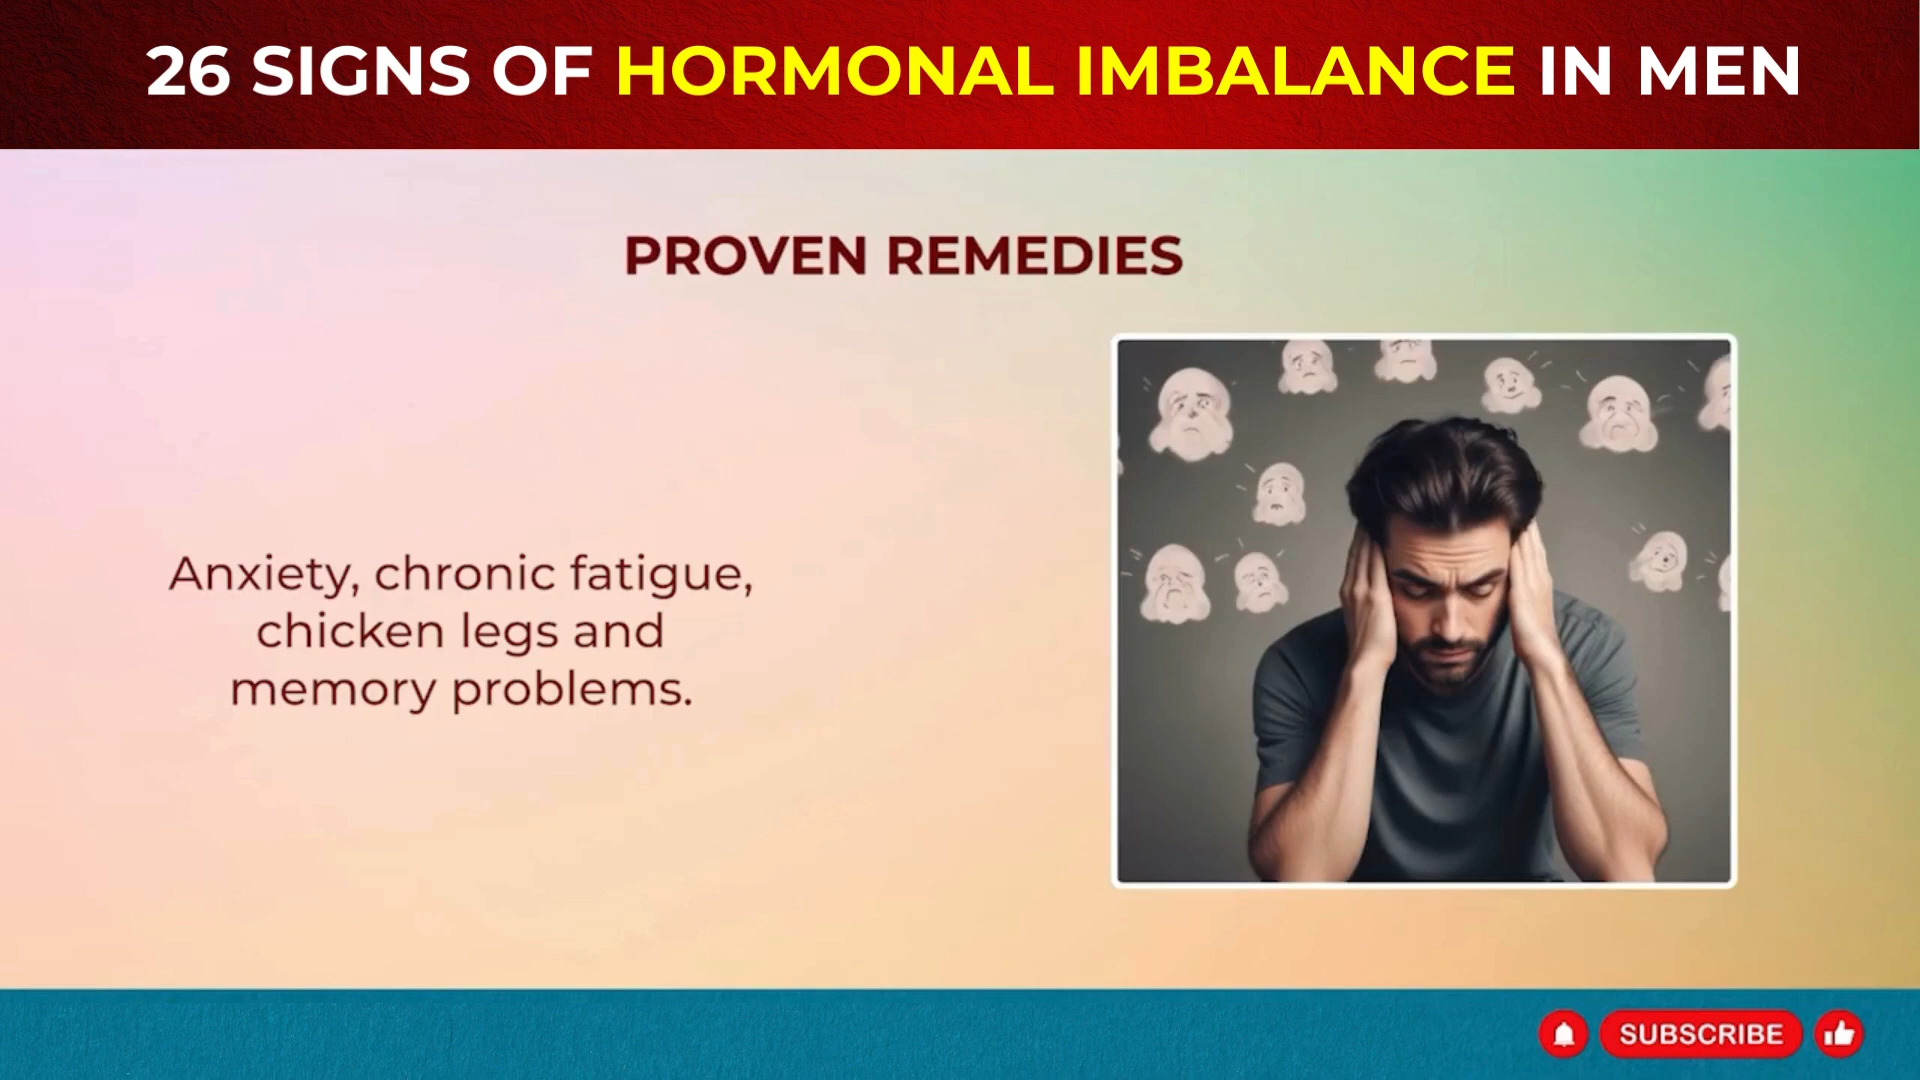 26 SIGNS OF HORMONAL IMBALANCE IN MEN
PROVEN REMEDIES
Anxiety, chronic fatigue,
chicken legs and
memory problems.
SUBSCRIBE